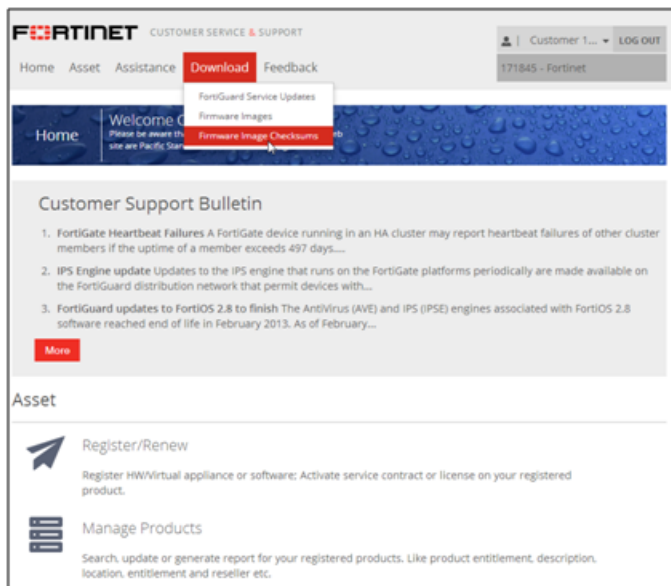 FORTINET CUSTOMER SERVICE & SUPPORT
Customer 1... LOG OUT
Home Asset Assistance Download Feedback
171845 - Fortinet
FortiGuard Service Updates
Firmware Images
Firmware Image Checksums
Home
Welcome C
Please be aware th
eb
site are Pacific Stan
Customer Support Bulletin
1. FortiGate Heartbeat Failures A FortiGate device running in an HA cluster may report heartbeat failures of other cluster
members if the uptime of a member exceeds 497 days....
2. IPS Engine update Updates to the IPS engine that runs on the FortiGate platforms periodically are made available on
the FortiGuard distribution network that permit devices with...
3. FortiGuard updates to FortiOS 2.8 to finish The AntiVirus (AVE) and IPS (IPSE) engines associated with FortiOS 2.8
software reached end of life in February 2013. As of February...
More
Asset
Register/Renew
Register HW/Virtual appliance or software; Activate service contract or license on your registered
product.
Manage Products
Search, update or generate report for your registered products. Like product entitlement, description,
location, entitlement and reseller etc.